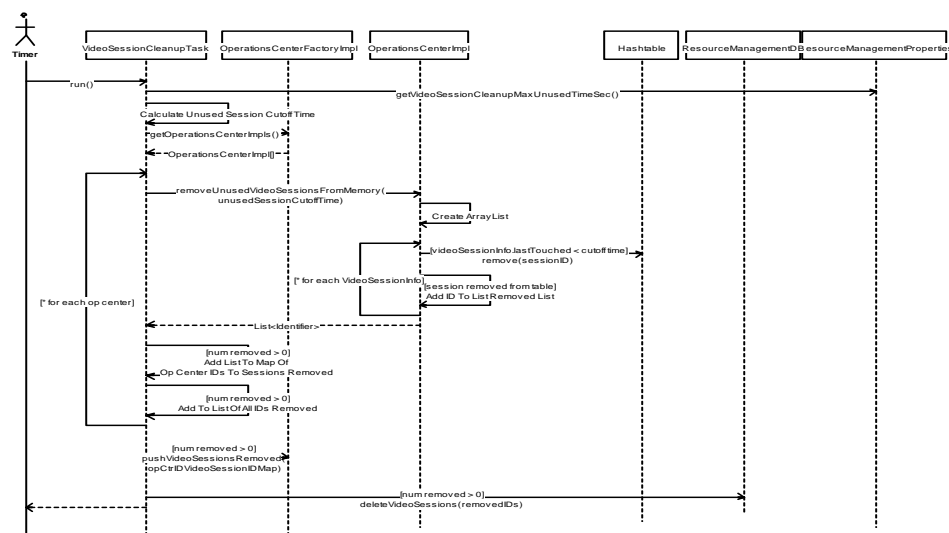 Timer
VideoSessionCleanupTask
OperationsCenterFactoryImpl
OperationsCenterImpl
Hashtable
ResourceManagementDB
esourceManagementProperties
run()
getVideoSessionCleanupMaxUnusedTimeSec()
Calculate Unused Session Cutoff Time
getOperationsCenterImpls()
OperationsCenterImpl[]
removeUnusedVideoSessionsFromMemory(
unusedSessionCutoffTime)
Create ArrayList
[videoSessionInfo.lastTouched < cutofftime]
remove(sessionID)
[* for each VideoSessionInfo]
[session removed from table]
Add ID To List Removed List
[* for each op center]
List<Identifier>
[num removed > 0]
Add List To Map Of
Op Center IDs To Sessions Removed
[num removed > 0]
Add To List Of All IDs Removed
[num removed > 0]
pushVideoSessionsRemoved(
opCtrIDVideoSessionIDMap)
[num removed > 0]
deleteVideoSessions(removedIDs)